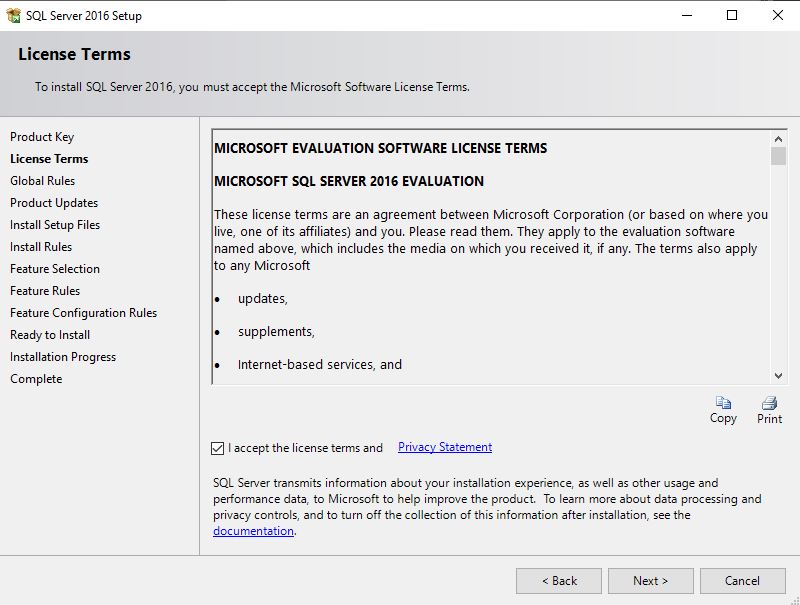 SQL Server 2016 Setup
License Terms
To install SQL Server 2016, you must accept the Microsoft Software License Terms.
Product Key
License Terms
Global Rules
Product Updates
Install Setup Files
Install Rules
Feature Selection
Feature Rules
Feature Configuration Rules
Ready to Install
Installation Progress
Complete
MICROSOFT EVALUATION SOFTWARE LICENSE TERMS
MICROSOFT SQL SERVER 2016 EVALUATION
These license terms are an agreement between Microsoft Corporation (or based on where you
live, one of its affiliates) and you. Please read them. They apply to the evaluation software
named above, which includes the media on which you received it, if any. The terms also apply
to any Microsoft
• updates,
• supplements,
• Internet-based services, and
Copy
Print
I accept the license terms and Privacy Statement
SQL Server transmits information about your installation experience, as well as other usage and
performance data, to Microsoft to help improve the product. To learn more about data processing and
privacy controls, and to turn off the collection of this information after installation, see the
documentation.
< Back
Next >
Cancel